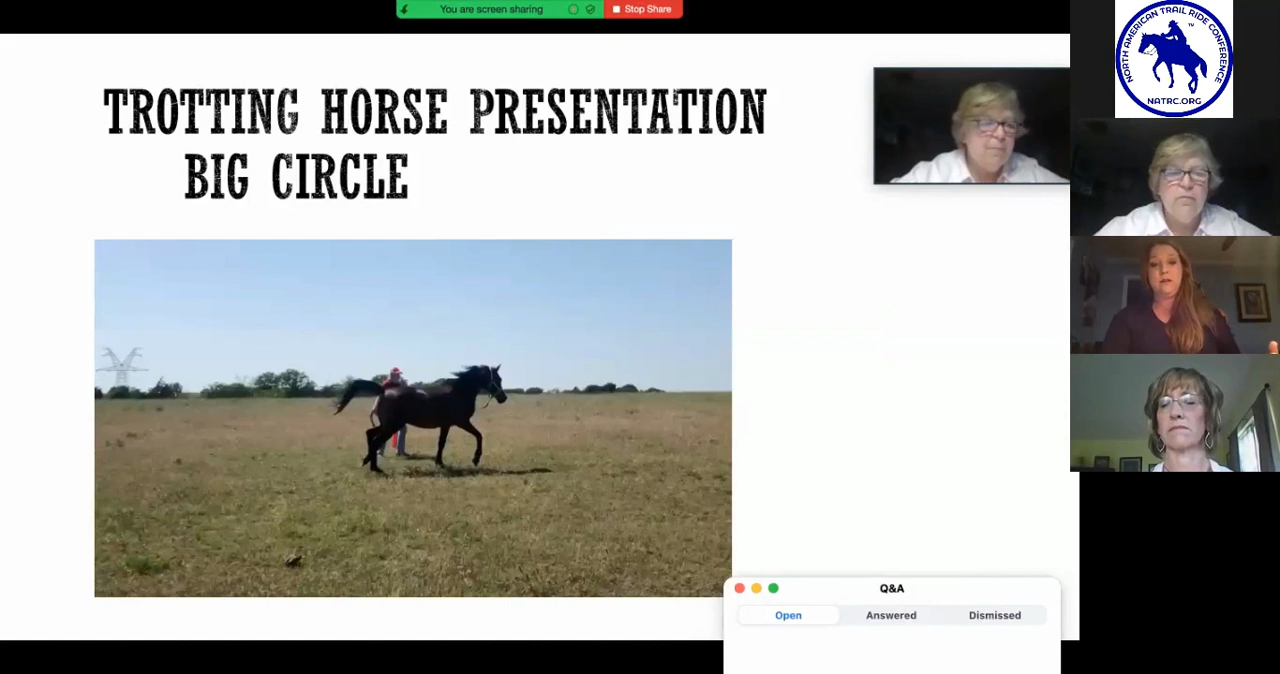 You are screen sharing
Stop Share
TROTTING HORSE PRESENTATION
BIG CIRCLE
NORTH AMERICAN TRAIL RIDE CONFERENCE
TM
NATRC.ORG
Q&A
Open Answered Dismissed